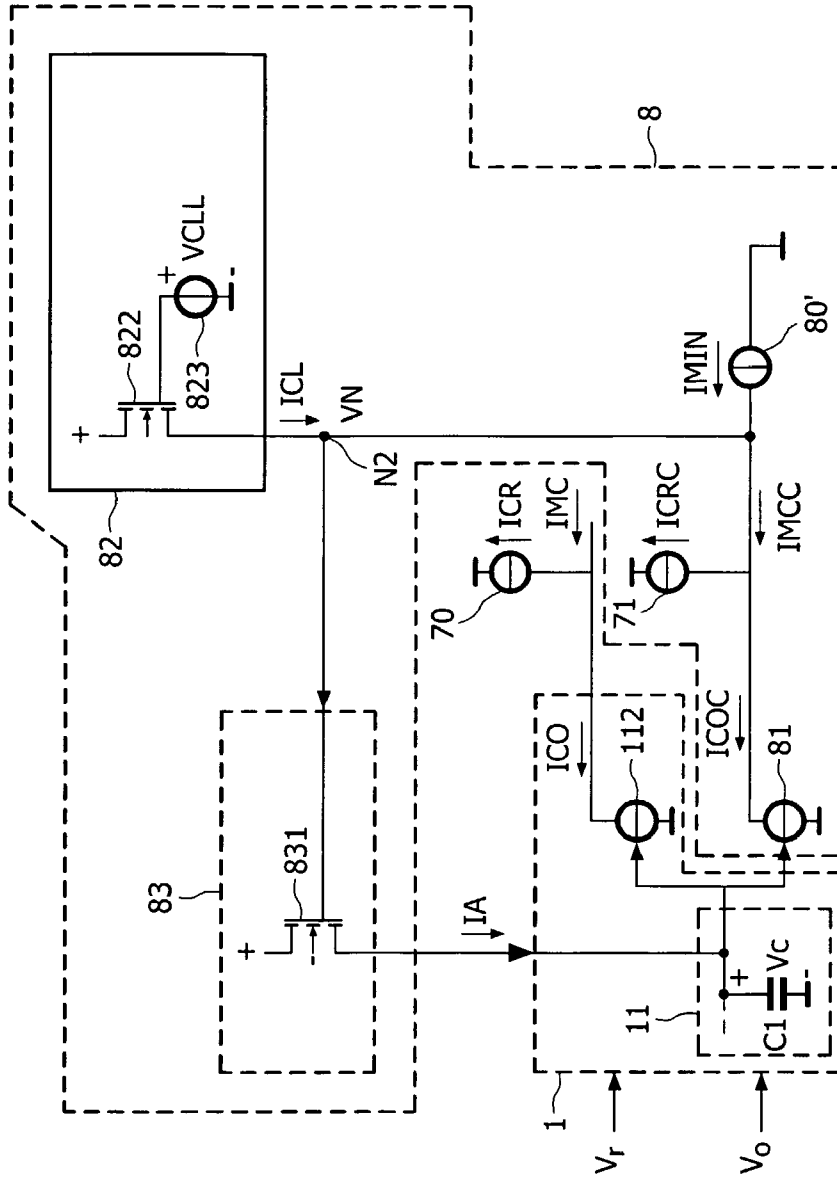 8
+
822
+
VCLL
-
823
82
ICL
VN
N2
83
+
831
IA
70
ICR
IMC
71
ICRC
IMIN
80'
IMCC
ICO
112
ICOC
81
11
+
Vc
C1
-
1
Vr
Vo